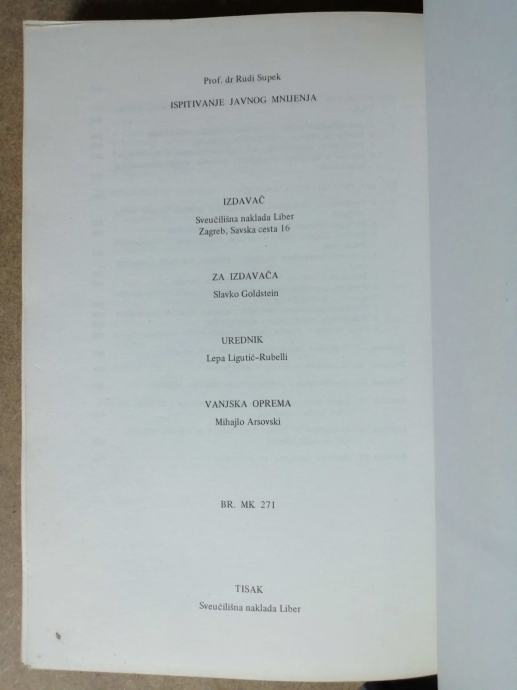 Prof. dr Rudi Supek
ISPITIVANJE JAVNOG MNIJENJA
IZDAVAČ
Sveučilišna naklada Liber
Zagreb, Savska cesta 16
ZA IZDAVAČA
Slavko Goldstein
UREDNIK
Lepa Ligutić–Rubelli
VANJSKA OPREMA
Mihajlo Arsovski
BR. MK 271
TISAK
Sveučilišna naklada Liber